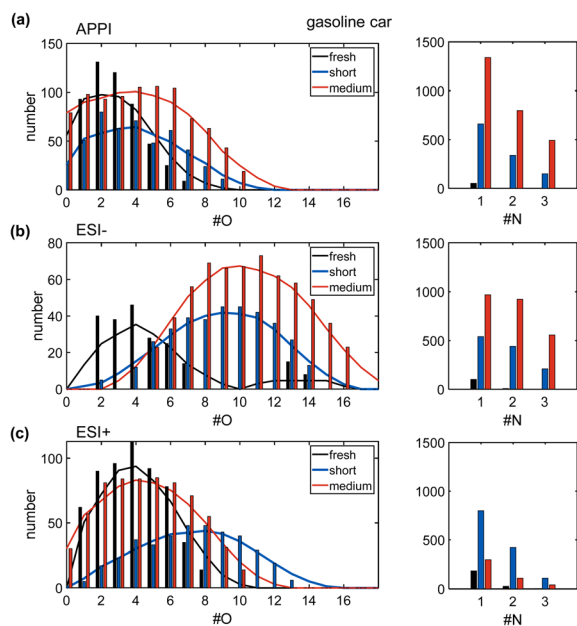 (a) APPI gasoline car
150
100
50
0
number
fresh
short
medium
0 2 4 6 8 10 12 14 16
#O
1500
1000
500
0
1 2 3
#N
(b) ESI-
80
60
40
20
0
number
fresh
short
medium
0 2 4 6 8 10 12 14 16
#O
1500
1000
500
0
1 2 3
#N
(c) ESI+
100
50
0
number
fresh
short
medium
0 2 4 6 8 10 12 14 16
#O
1500
1000
500
0
1 2 3
#N